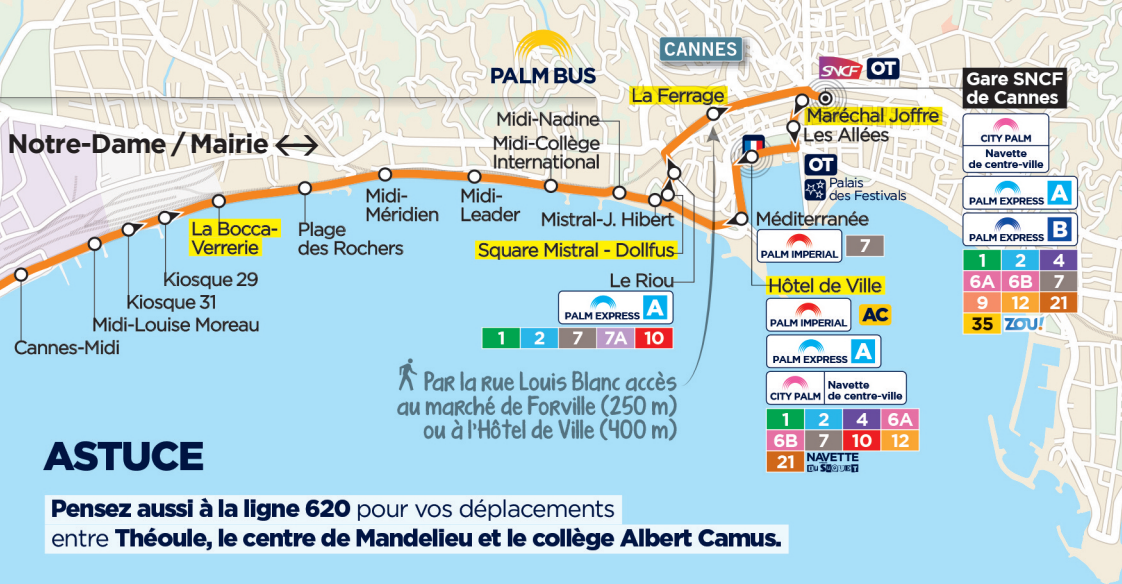 PALM BUS
CANNES
SNCF
OT
La Ferrage
Gare SNCF
de Cannes
Maréchal Joffre
Les Allées
CITY PALM
Navette
de centre-ville
PALM EXPRESS A
PALM EXPRESS B
1 2 4
6A 6B 7
9 12 21
35 ZOU!
Notre-Dame / Mairie
Midi-Nadine
Midi-Collège
International
OT
Palais
des Festivals
Midi-
Méridien
Midi-
Leader
Mistral-J. Hibert
Méditerranée
PALM IMPERIAL 7
La Bocca-
Verrerie
Plage
des Rochers
Square Mistral - Dollfus
Le Riou
PALM EXPRESS A
1 2 7 7A 10
Hôtel de Ville
PALM IMPERIAL AC
PALM EXPRESS A
CITY PALM
Navette
de centre-ville
1 2 4 6A
6B 7 10 12
21 NAVETTE
DU SUQUET
Kiosque 29
Kiosque 31
Midi-Louise Moreau
Cannes-Midi
Par la rue Louis Blanc accès
au marché de Forville (250 m)
ou à l'Hôtel de Ville (400 m)
ASTUCE
Pensez aussi à la ligne 620 pour vos déplacements
entre Théoule, le centre de Mandelieu et le collège Albert Camus.